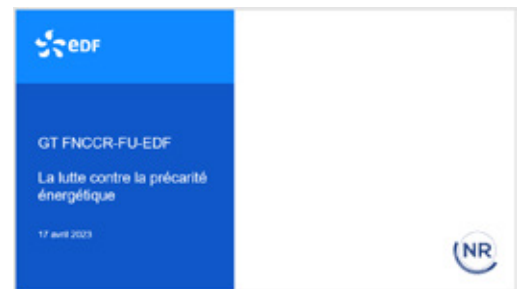 edf
GT FNCCR-FU-EDF
La lutte contre la précarité
énergétique
17 avril 2023
NR